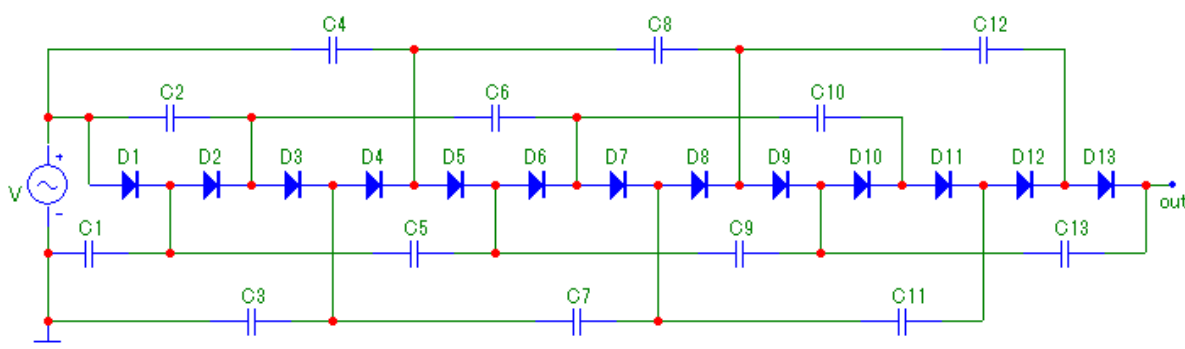 C4 C8 C12
C2 C6 C10
D1 D2 D3 D4 D5 D6 D7 D8 D9 D10 D11 D12 D13
+
V
-
out
C1 C5 C9 C13
C3 C7 C11